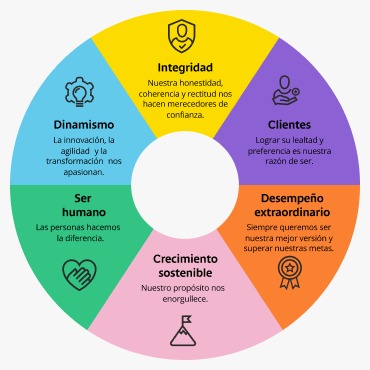 Integridad
Nuestra honestidad,
coherencia y rectitud nos
hacen merecedores de
confianza.
Clientes
Lograr su lealtad y
preferencia es nuestra
razón de ser.
Desempeño
extraordinario
Siempre queremos ser
nuestra mejor versión y
superar nuestras metas.
Crecimiento
sostenible
Nuestro propósito nos
enorgullece.
Ser
humano
Las personas hacemos
la diferencia.
Dinamismo
La innovación, la
agilidad y la
transformación nos
apasionan.